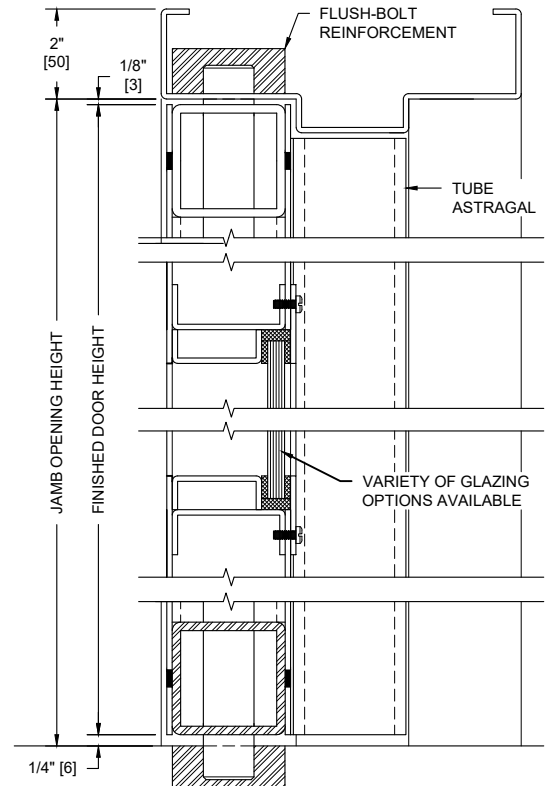 FLUSH-BOLT
REINFORCEMENT
2"
[50]
1/8"
[3]
TUBE
ASTRAGAL
JAMB OPENING HEIGHT
FINISHED DOOR HEIGHT
VARIETY OF GLAZING
OPTIONS AVAILABLE
1/4" [6]